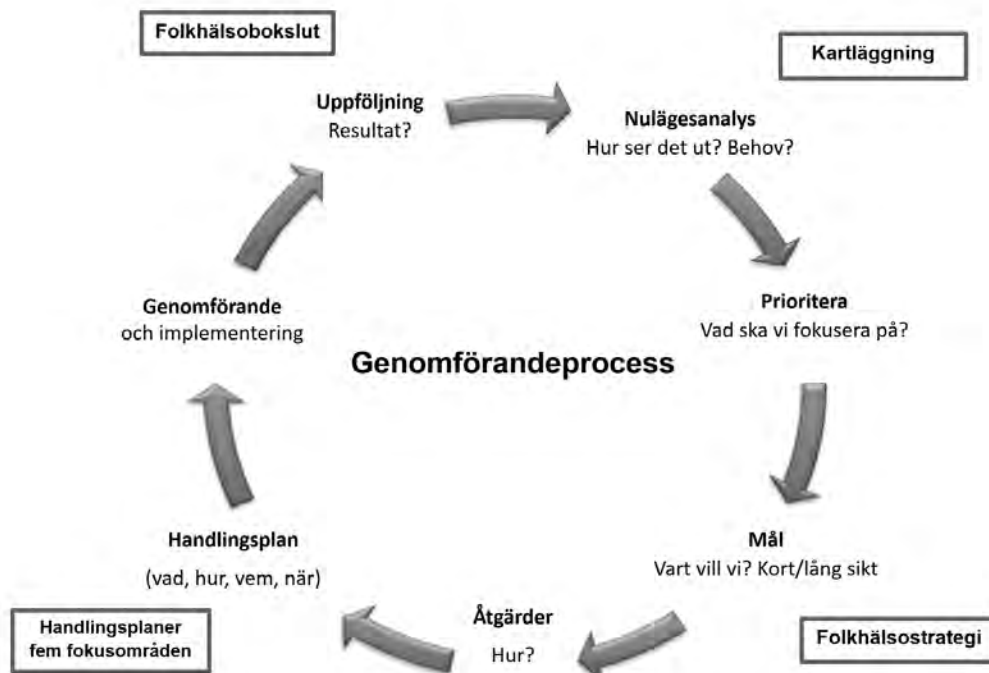 Folkhälsobokslut
Kartläggning
Uppföljning
Resultat?
Nulägesanalys
Hur ser det ut? Behov?
Prioritera
Vad ska vi fokusera på?
Genomförande
och implementering
Genomförandeprocess
Mål
Vart vill vi? Kort/lång sikt
Handlingsplan
(vad, hur, vem, när)
Åtgärder
Hur?
Handlingsplaner
fem fokusområden
Folkhälsostrategi